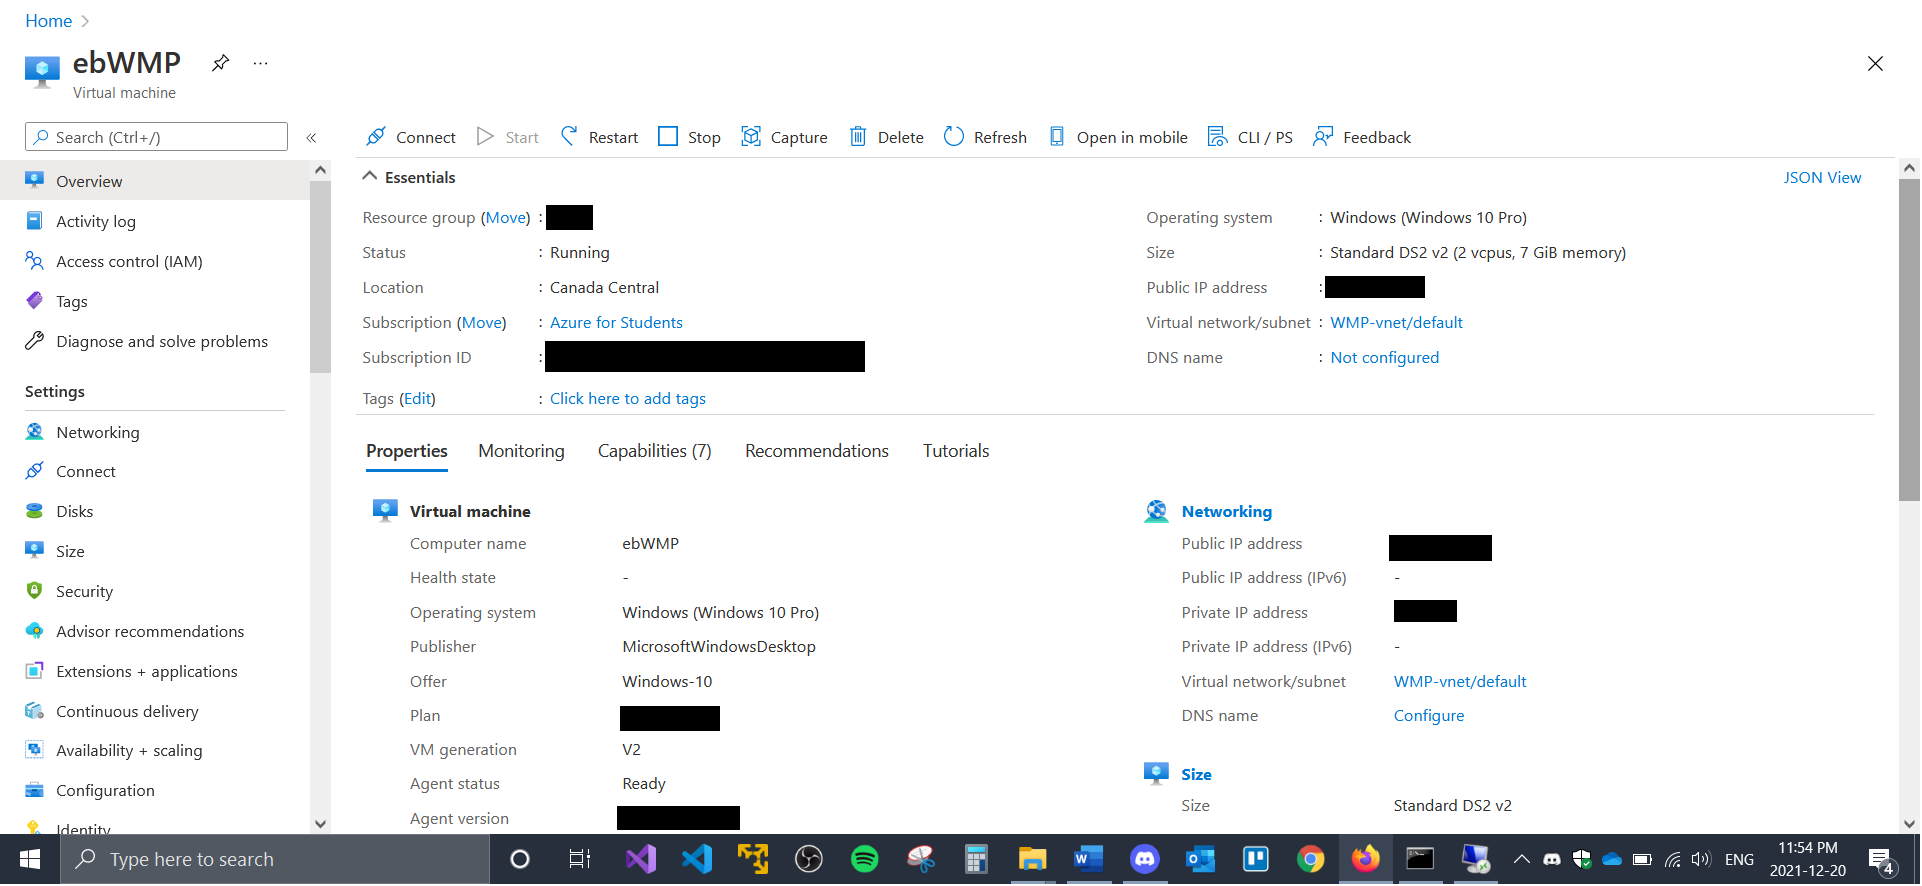 Home
ebWMP
Virtual machine
Search (Ctrl+/)
Connect Start Restart Stop Capture Delete Refresh Open in mobile CLI / PS Feedback
Overview
Activity log
Access control (IAM)
Tags
Diagnose and solve problems
Settings
Networking
Connect
Disks
Size
Security
Advisor recommendations
Extensions + applications
Continuous delivery
Availability + scaling
Configuration
Identity
Essentials
JSON View
Resource group (Move) :
Status : Running
Location : Canada Central
Subscription (Move) : Azure for Students
Subscription ID :
Tags (Edit) : Click here to add tags
Operating system : Windows (Windows 10 Pro)
Size : Standard DS2 v2 (2 vcpus, 7 GiB memory)
Public IP address :
Virtual network/subnet : WMP-vnet/default
DNS name : Not configured
Properties Monitoring Capabilities (7) Recommendations Tutorials
Virtual machine
Computer name ebWMP
Health state -
Operating system Windows (Windows 10 Pro)
Publisher MicrosoftWindowsDesktop
Offer Windows-10
Plan
VM generation V2
Agent status Ready
Agent version
Networking
Public IP address
Public IP address (IPv6) -
Private IP address
Private IP address (IPv6) -
Virtual network/subnet WMP-vnet/default
DNS name Configure
Size
Size Standard DS2 v2
Type here to search
ENG
11:54 PM
2021-12-20
4